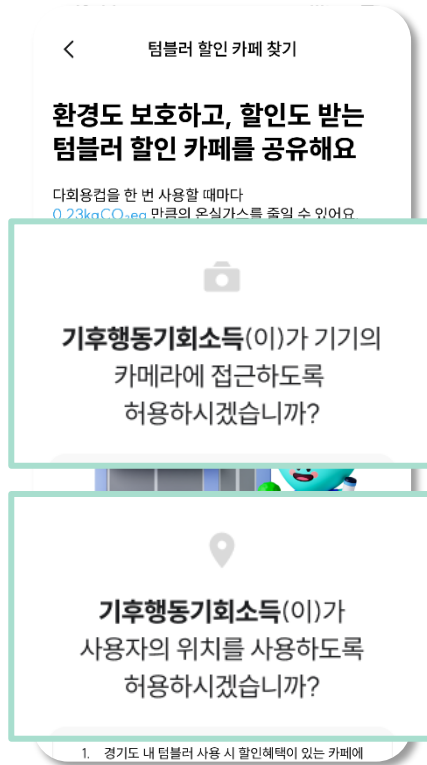 텀블러 할인 카페 찾기
환경도 보호하고, 할인도 받는
텀블러 할인 카페를 공유해요
다회용컵을 한 번 사용할 때마다
0.23kgCO₂eq 만큼의 온실가스를 줄일 수 있어요
기후행동기회소득(이)가 기기의
카메라에 접근하도록
허용하시겠습니까?
기후행동기회소득(이)가
사용자의 위치를 사용하도록
허용하시겠습니까?
1. 경기도 내 텀블러 사용 시 할인혜택이 있는 카페에